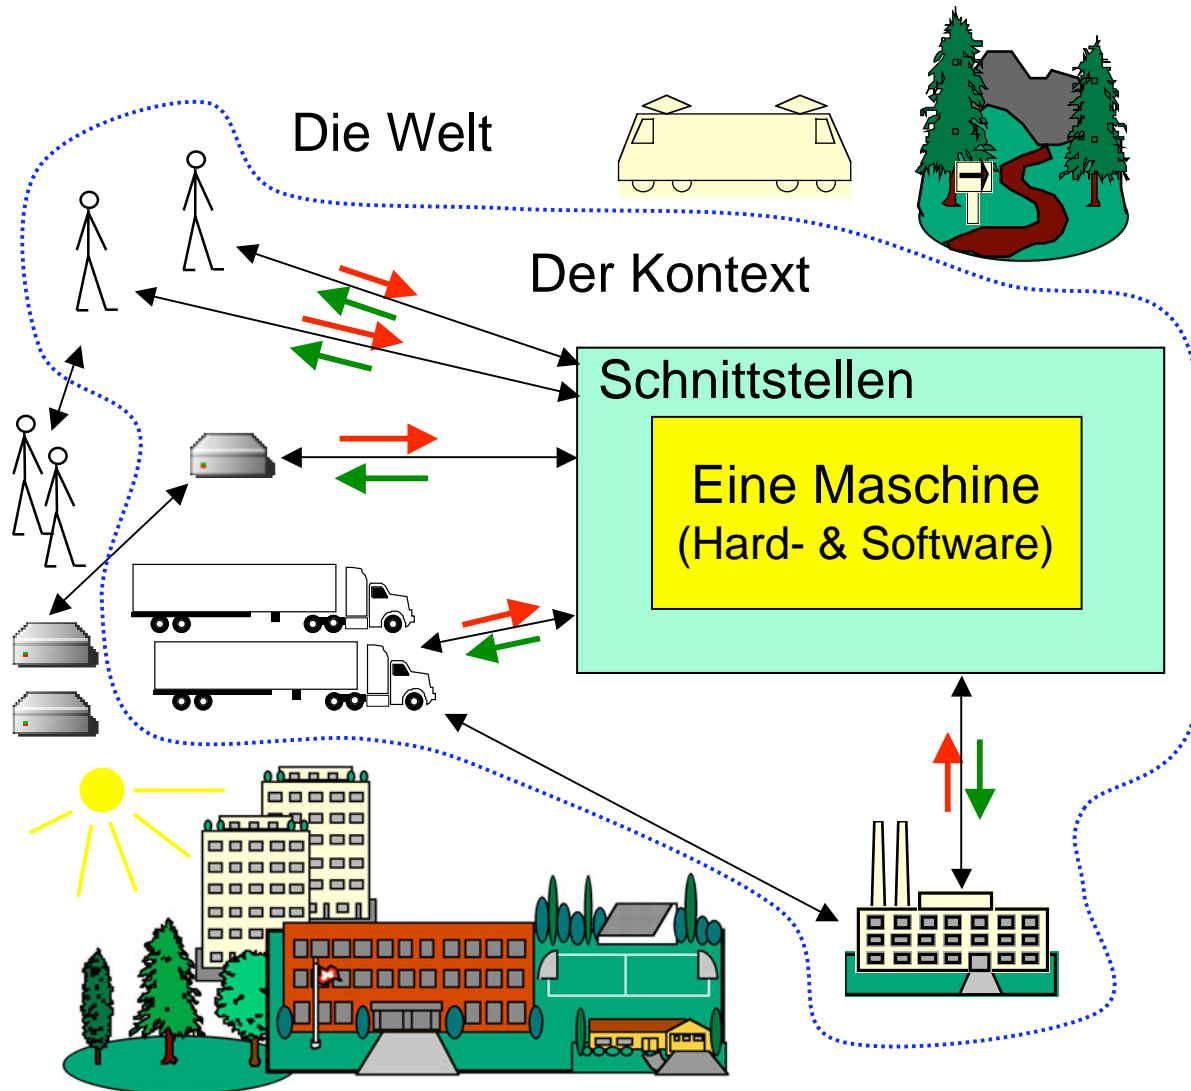 Die Welt
Der Kontext
Schnittstellen
Eine Maschine
(Hard- & Software)